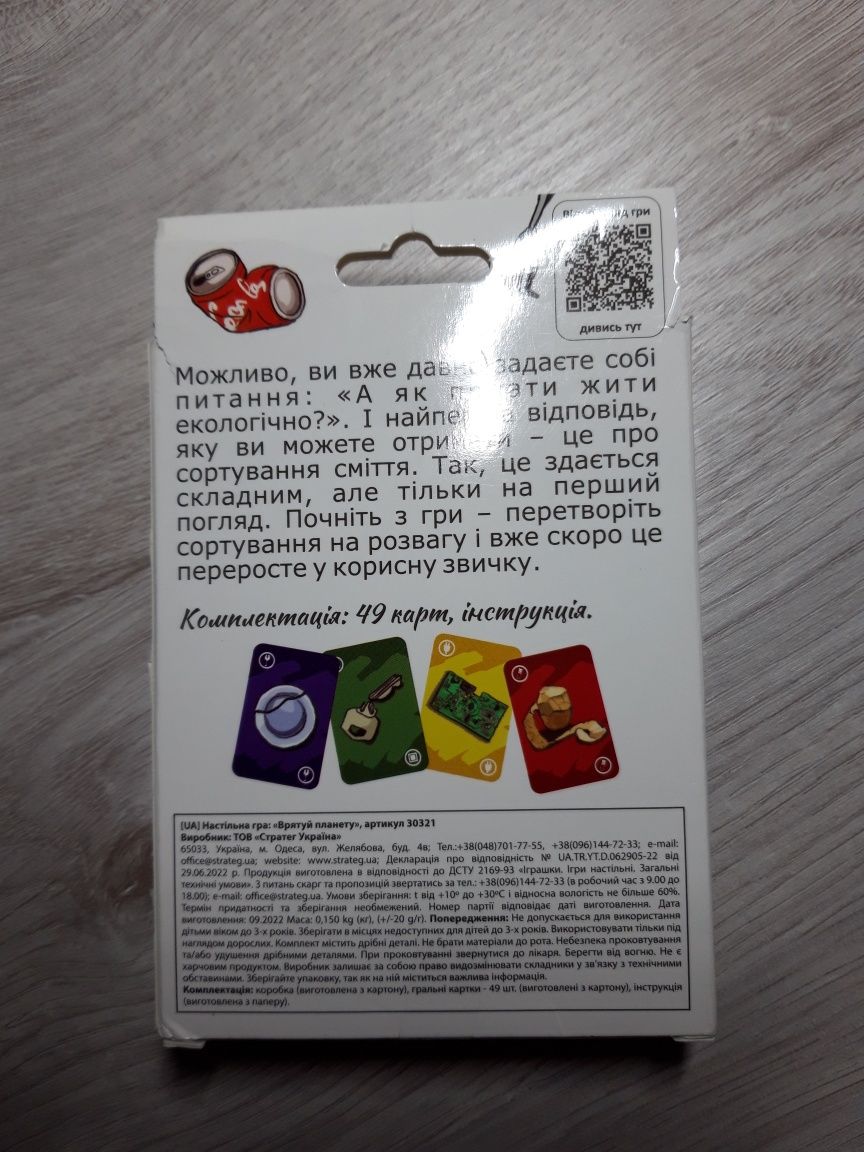 гри
дивись тут
Можливо, ви вже задаєте собі
питання: «А як жити
екологічно?». І відповідь,
яку ви можете – це про
сортування сміття. Так, це здається
складним, але тільки на перший
погляд. Почніть з гри – перетворіть
сортування на розвагу і вже скоро це
переросте у корисну звичку.
Комплектація: 49 карт, інструкція.
[UA] Настільна гра: «Врятуй планету», артикул 30321
Виробник: ТОВ «Стратег Україна»
65033, Україна, м. Одеса, вул. Желябова, буд. 4в; Тел.:+38(048)701-77-55, +38(096)144-72-33; e-mail:
office@strateg.ua; website: www.strateg.ua; Декларація про відповідність № UA.TR.YT.D.062905-22 від
29.06.2022 р. Продукція виготовлена в відповідності до ДСТУ 2169-93 «Іграшки. Ігри настільні. Загальні
технічні умови». З питань скарг та пропозицій звертатись за тел.: +38(096)144-72-33 (в робочий час з 9.00 до
18.00); e-mail: office@strateg.ua. Умови зберігання: t від +10º до +30ºC і відносна вологість не більше 60%.
Термін придатності та зберігання необмежений. Номер партії відповідає даті виготовлення. Дата
виготовлення: 09.2022 Маса: 0,150 kg (кг), (+/-20 g/г). Попередження: Не допускається для використання
дітьми віком до 3-х років. Зберігати в місцях недоступних для дітей до 3-х років. Використовувати тільки під
наглядом дорослих. Комплект містить дрібні деталі. Не брати матеріали до рота. Небезпека проковтування
та/або удушення дрібними деталями. При проковтуванні звернутися до лікаря. Берегти від вогню. Не є
харчовим продуктом. Виробник залишає за собою право видозмінювати складники у зв'язку з технічними
обставинами. Зберігайте упаковку, так як на ній міститься важлива інформація.
Комплектація: коробка (виготовлена з картону), гральні картки - 49 шт. (виготовлені з картону), інструкція
(виготовлена з паперу).